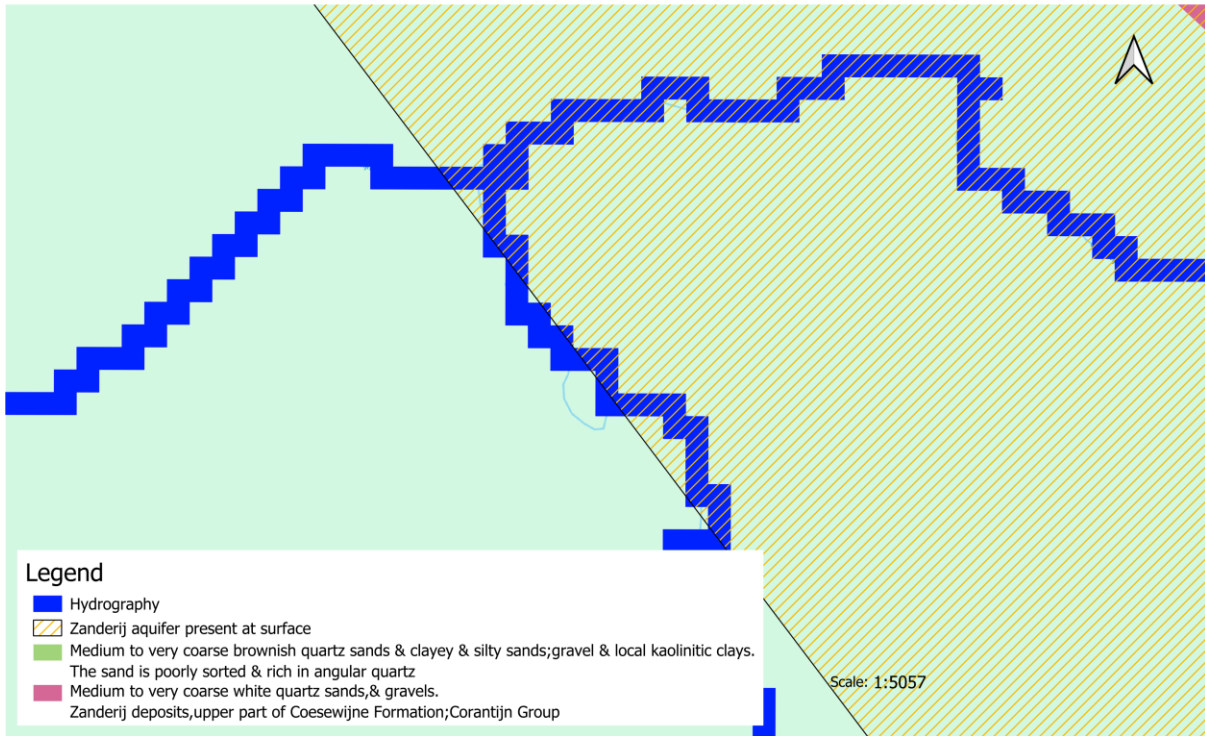 Legend
Hydrography
Zanderij aquifer present at surface
Medium to very coarse brownish quartz sands & clayey & silty sands;gravel & local kaolinitic clays.
The sand is poorly sorted & rich in angular quartz
Medium to very coarse white quartz sands,& gravels.
Zanderij deposits,upper part of Coesewijne Formation;Corantijn Group
Scale: 1:5057